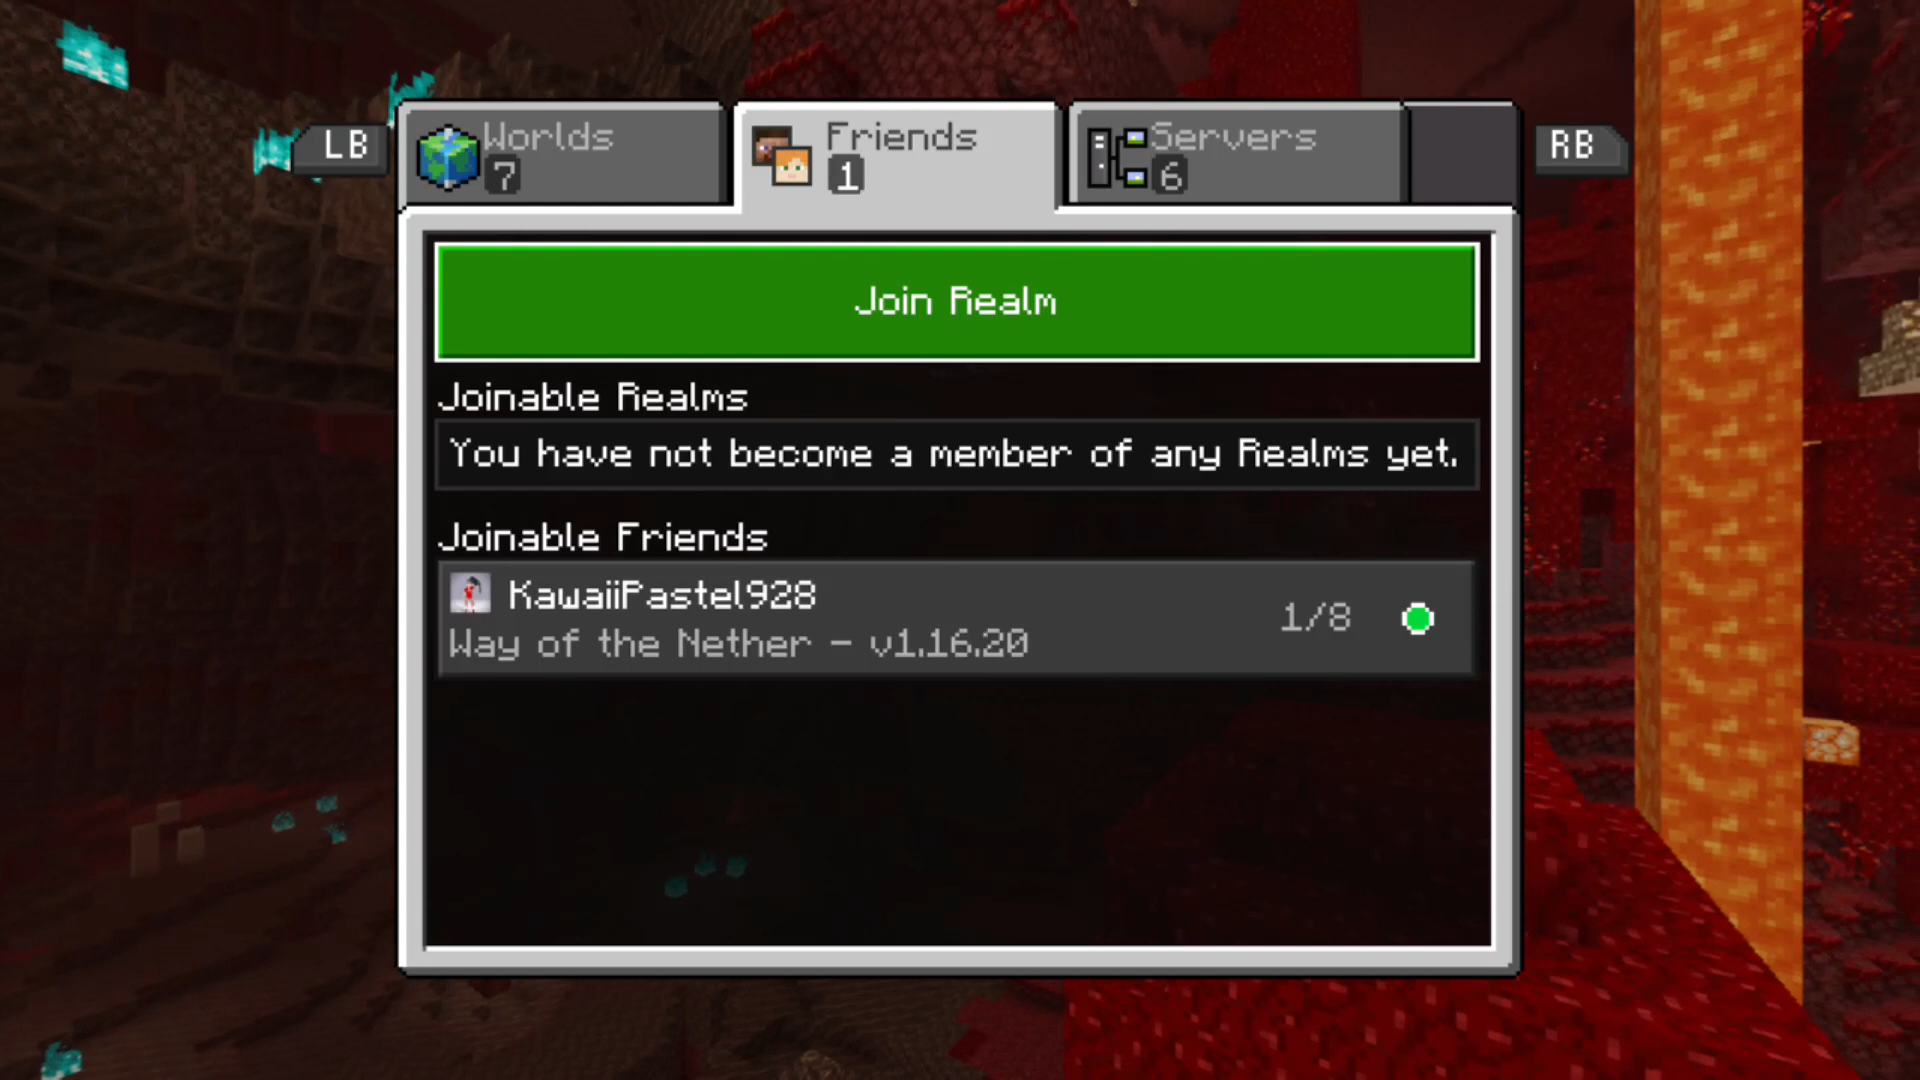 LB
Worlds
7
Friends
1
Servers
6
RB
Join Realm
Joinable Realms
You have not become a member of any Realms yet.
Joinable Friends
KawaiiPastel928
Way of the Nether - v1.16.20
1/8